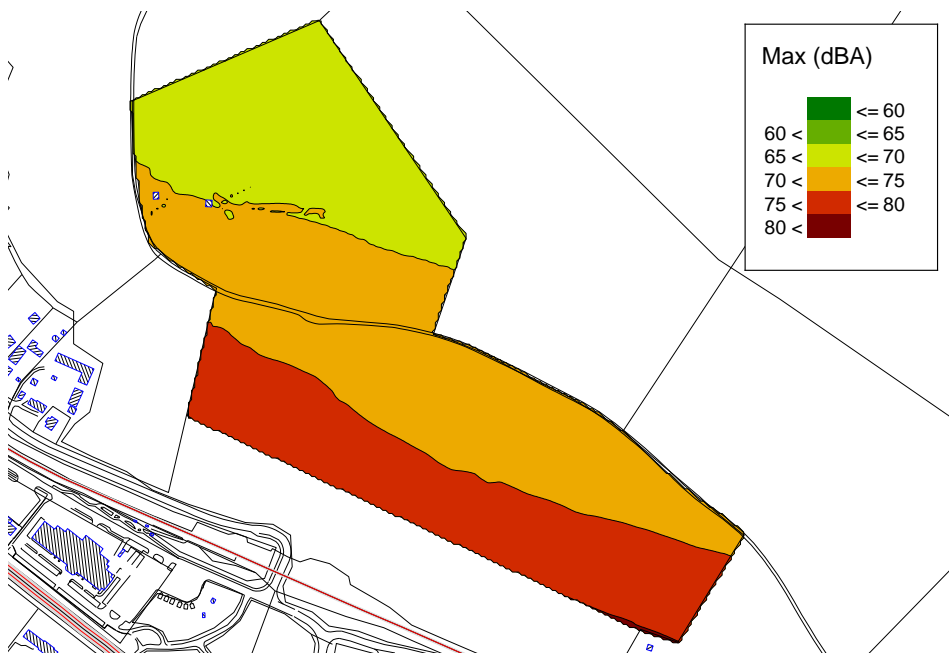 Max (dBA)
<= 60
60 < <= 65
65 < <= 70
70 < <= 75
75 < <= 80
80 <